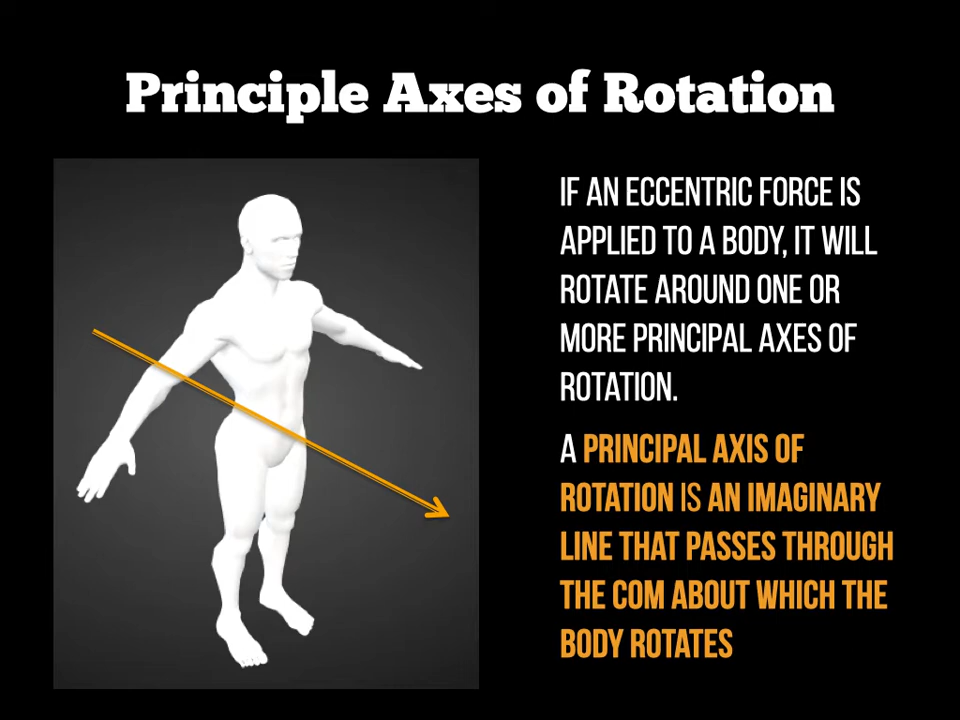 Principle Axes of Rotation
IF AN ECCENTRIC FORCE IS
APPLIED TO A BODY, IT WILL
ROTATE AROUND ONE OR
MORE PRINCIPAL AXES OF
ROTATION.
A PRINCIPAL AXIS OF
ROTATION IS AN IMAGINARY
LINE THAT PASSES THROUGH
THE COM ABOUT WHICH THE
BODY ROTATES